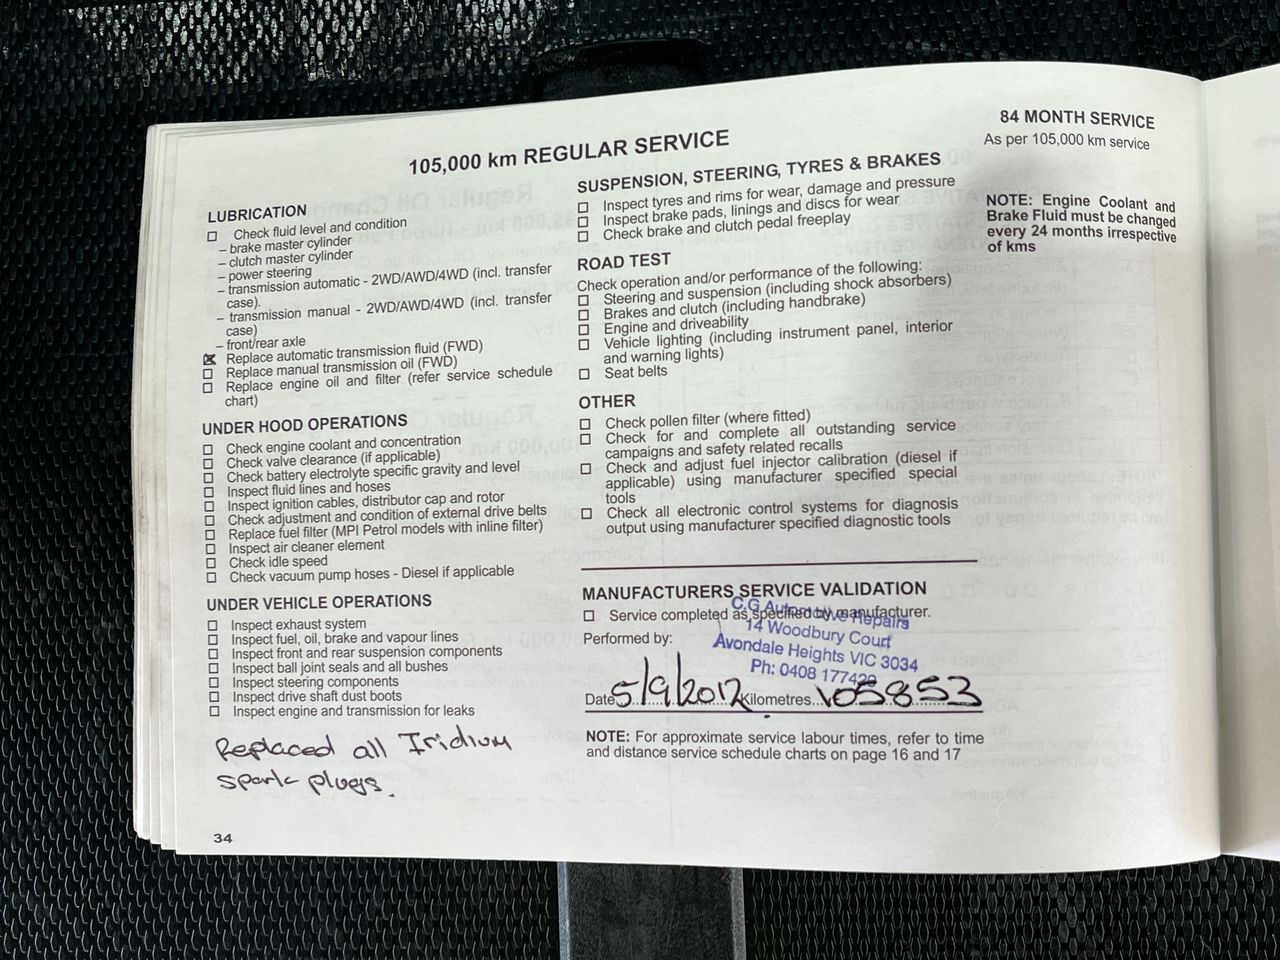 105,000 km REGULAR SERVICE
84 MONTH SERVICE
As per 105,000 km service
NOTE: Engine Coolant and
Brake Fluid must be changed
every 24 months irrespective
of kms
LUBRICATION
Check fluid level and condition
– brake master cylinder
– clutch master cylinder
– power steering
– transmission automatic - 2WD/AWD/4WD (incl. transfer
case).
– transmission manual - 2WD/AWD/4WD (incl. transfer
case)
– front/rear axle
Replace automatic transmission fluid (FWD)
Replace manual transmission oil (FWD)
Replace engine oil and filter (refer service schedule
chart)
UNDER HOOD OPERATIONS
Check engine coolant and concentration
Check valve clearance (if applicable)
Check battery electrolyte specific gravity and level
Inspect fluid lines and hoses
Inspect ignition cables, distributor cap and rotor
Check adjustment and condition of external drive belts
Replace fuel filter (MPI Petrol models with inline filter)
Inspect air cleaner element
Check idle speed
Check vacuum pump hoses - Diesel if applicable
UNDER VEHICLE OPERATIONS
Inspect exhaust system
Inspect fuel, oil, brake and vapour lines
Inspect front and rear suspension components
Inspect ball joint seals and all bushes
Inspect steering components
Inspect drive shaft dust boots
Inspect engine and transmission for leaks
Replaced all Iridium
spark plugs.
34
SUSPENSION, STEERING, TYRES & BRAKES
Inspect tyres and rims for wear, damage and pressure
Inspect brake pads, linings and discs for wear
Check brake and clutch pedal freeplay
ROAD TEST
Check operation and/or performance of the following:
Steering and suspension (including shock absorbers)
Brakes and clutch (including handbrake)
Engine and driveability
Vehicle lighting (including instrument panel, interior
and warning lights)
Seat belts
OTHER
Check pollen filter (where fitted)
Check for and complete all outstanding service
campaigns and safety related recalls
Check and adjust fuel injector calibration (diesel if
applicable) using manufacturer specified special
tools
Check all electronic control systems for diagnosis
output using manufacturer specified diagnostic tools
MANUFACTURERS SERVICE VALIDATION
Service completed as specified by manufacturer.
Performed by:
C.G Automotive Repairs
14 Woodbury Court
Avondale Heights VIC 3034
Ph: 0408 177429
Date 5/9/2012 Kilometres 105853
NOTE: For approximate service labour times, refer to time
and distance service schedule charts on page 16 and 17